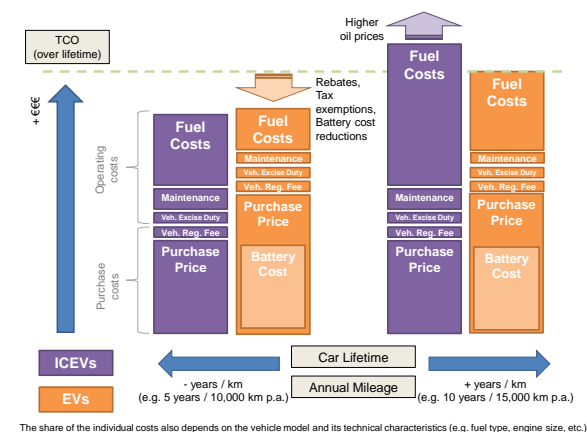 Higher
oil prices
TCO
(over lifetime)
+ €€€
Operating
costs
Purchase
costs
Fuel
Costs
Maintenance
Veh. Excise Duty
Veh. Reg. Fee
Purchase
Price
Rebates,
Tax
exemptions,
Battery cost
reductions
Fuel
Costs
Maintenance
Veh. Excise Duty
Veh. Reg. Fee
Purchase
Price
Battery
Cost
Fuel
Costs
Maintenance
Veh. Excise Duty
Veh. Reg. Fee
Purchase
Price
Fuel
Costs
Maintenance
Veh. Excise Duty
Veh. Reg. Fee
Purchase
Price
Battery
Cost
ICEVs
EVs
Car Lifetime
Annual Mileage
- years / km
(e.g. 5 years / 10,000 km p.a.)
+ years / km
(e.g. 10 years / 15,000 km p.a.)
The share of the individual costs also depends on the vehicle model and its technical characteristics (e.g. fuel type, engine size, etc.)